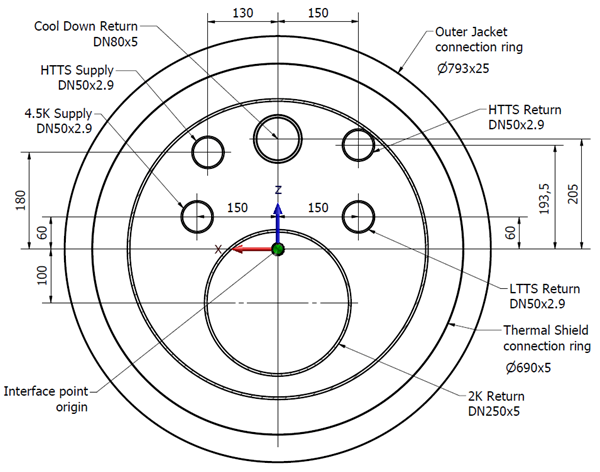 130
150
Cool Down Return
DN80x5
Outer Jacket
connection ring
Ø793x25
HTTS Supply
DN50x2.9
4.5K Supply
DN50x2.9
HTTS Return
DN50x2.9
180
60
100
150
150
Z
X
193,5
205
60
LTTS Return
DN50x2.9
Thermal Shield
connection ring
Ø690x5
Interface point
origin
2K Return
DN250x5